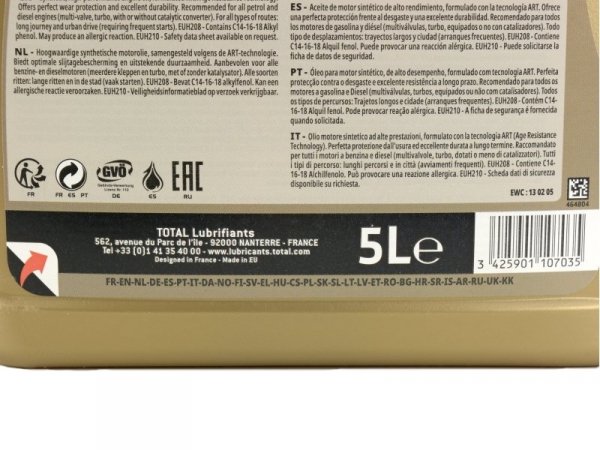 Offers perfect wear protection and excellent durability. Recommended for all petrol and
diesel engines (multi-valve, turbo, with or without catalytic converter). For all types of routes:
long journey and urban drive (requiring frequent starts). EUH208 - Contains C14-16-18 Alkyl
phenol. May produce an allergic reaction. EUH210 - Safety data sheet available on request.
NL - Hoogwaardige synthetische motorolie, samengesteld volgens de ART-technologie.
Biedt optimale slijtagebescherming en uitstekende duurzaamheid. Aanbevolen voor alle
benzine- en dieselmotoren (meerdere kleppen en turbo, met of zonder katalysator). Alle soorten
ritten: lange ritten en in de stad (vaak starten). EUH208 - Bevat C14-16-18 alkylfenol. Kan een
allergische reactie veroorzaken. EUH210 - Veiligheidsinformatieblad op verzoek verkrijgbaar.
ES - Aceite de motor sintético de alto rendimiento, formulado con la tecnología ART. Ofrece
una perfecta protección frente al desgaste y una excelente durabilidad. Recomendado para todos
los motores de gasolina y diésel (multiválvulas, turbo, equipados o no con catalizador). Todo
tipo de desplazamientos: trayectos largos y ciudad (arranques frecuentes). EUH208 - Contiene
C14-16-18 Alquil fenol. Puede provocar una reacción alérgica. EUH210 - Puede solicitarse la
ficha de datos de seguridad.
PT - Óleo para motor sintético, de alto desempenho, formulado com tecnologia ART. Perfeita
protecção contra o desgaste e excelente resistência a longo prazo. Recomendado para todos os
motores a gasolina e Diesel (multiválvulas, turbos, equipados ou não com catalisadores). Todos
os tipos de percursos: Trajetos longos e cidade (arranques frequentes). EUH208 - Contém C14-
16-18 Alquil fenol. Pode provocar reação alérgica. EUH210 - A ficha de segurança é fornecida
quando solicitada.
IT - Olio motore sintetico ad alte prestazioni, formulato con la tecnologia ART (Age Resistance
Technology). Perfetta protezione dall'usura ed eccellente durata a lungo termine. Raccomandato
per tutti i motori a benzina e diesel (multivalvole, turbo, dotati o meno di catalizzatori). Tutti
i tipi di percorso: lunghi percorsi e in città (avviamenti frequenti). EUH208 - Contiene C14-
16-18 Alchilfenolo. Può provocare una reazione allergica. EUH210 - Scheda dati di sicurezza
disponibile su richiesta.
EWC : 13 02 05
464804
FR
FR ES PT
GVÖ
DE
ES
EAC
RU
TOTAL Lubrifiants
562, avenue du Parc de l'île - 92000 NANTERRE - FRANCE
Tel +33 (0)1 41 35 40 00 - www.lubricants.total.com
Designed in France - Made in EU
5L e
3 425901 107035
FR-EN-NL-DE-ES-PT-IT-DA-NO-FI-SV-EL-HU-CS-PL-SK-SL-LT-LV-ET-RO-BG-HR-SR-IS-AR-RU-UK-KK